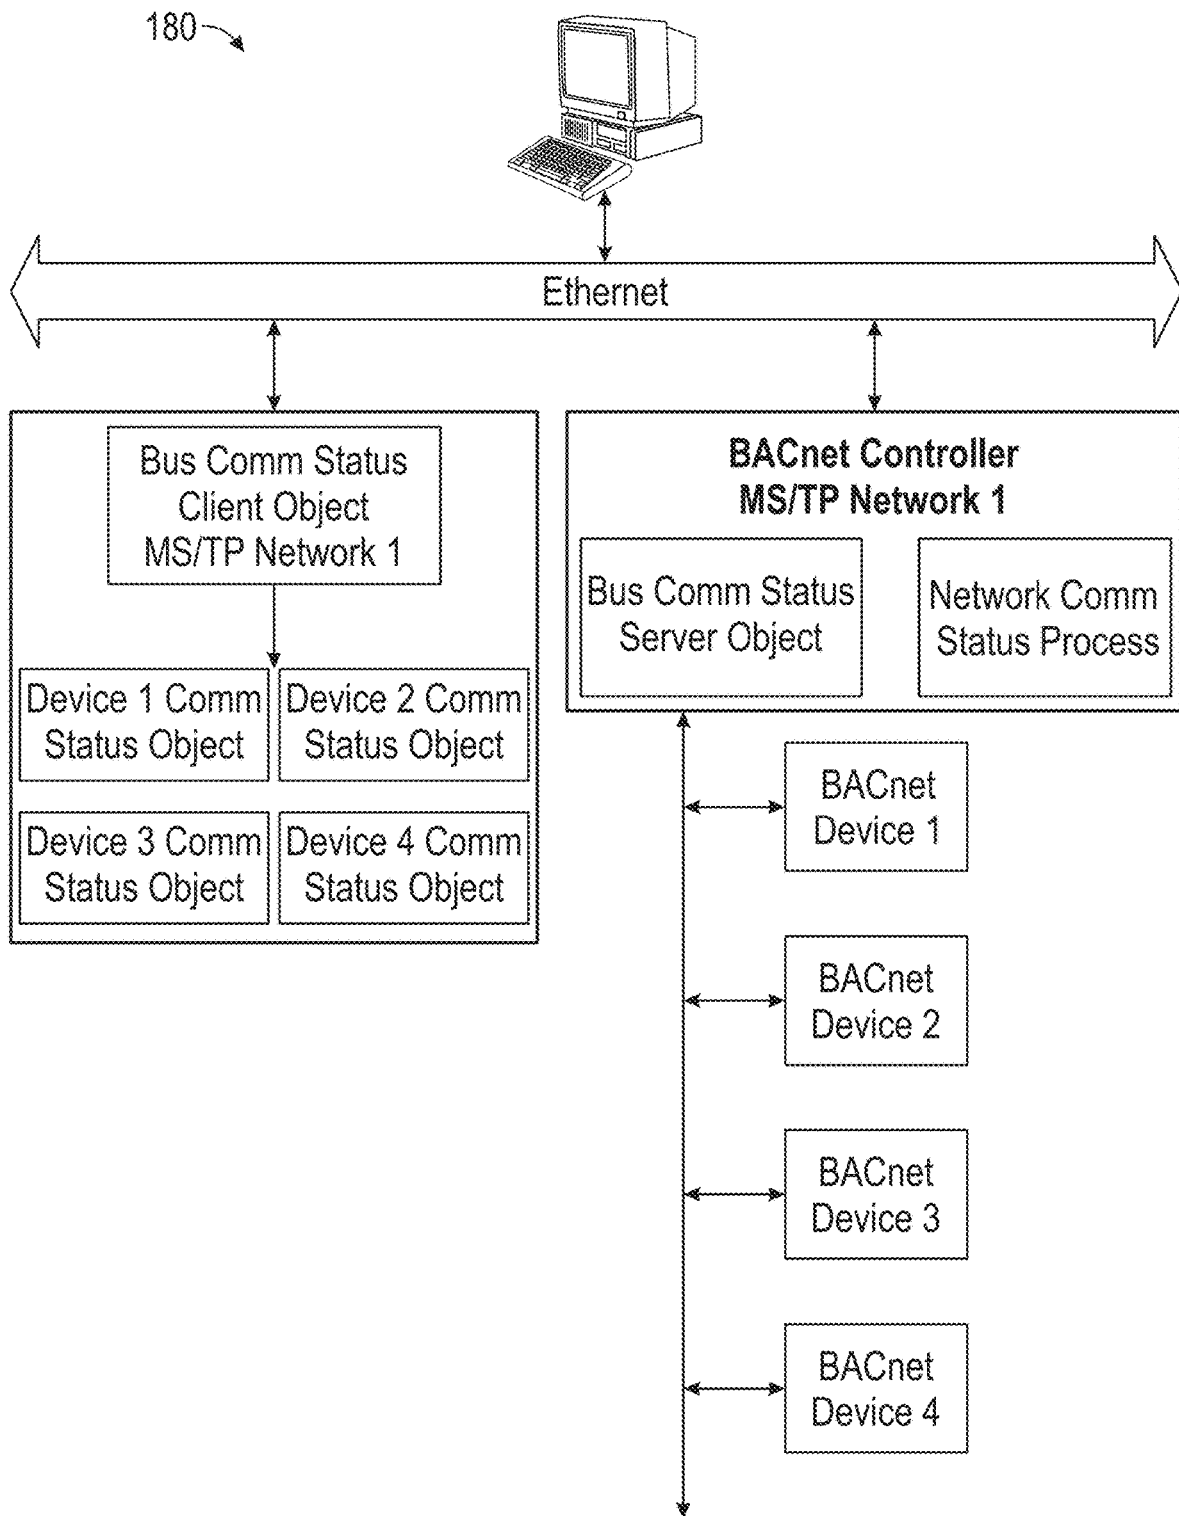 180
Ethernet
Bus Comm Status
Client Object
MS/TP Network 1
Device 1 Comm
Status Object
Device 2 Comm
Status Object
Device 3 Comm
Status Object
Device 4 Comm
Status Object
BACnet Controller
MS/TP Network 1
Bus Comm Status
Server Object
Network Comm
Status Process
BACnet
Device 1
BACnet
Device 2
BACnet
Device 3
BACnet
Device 4